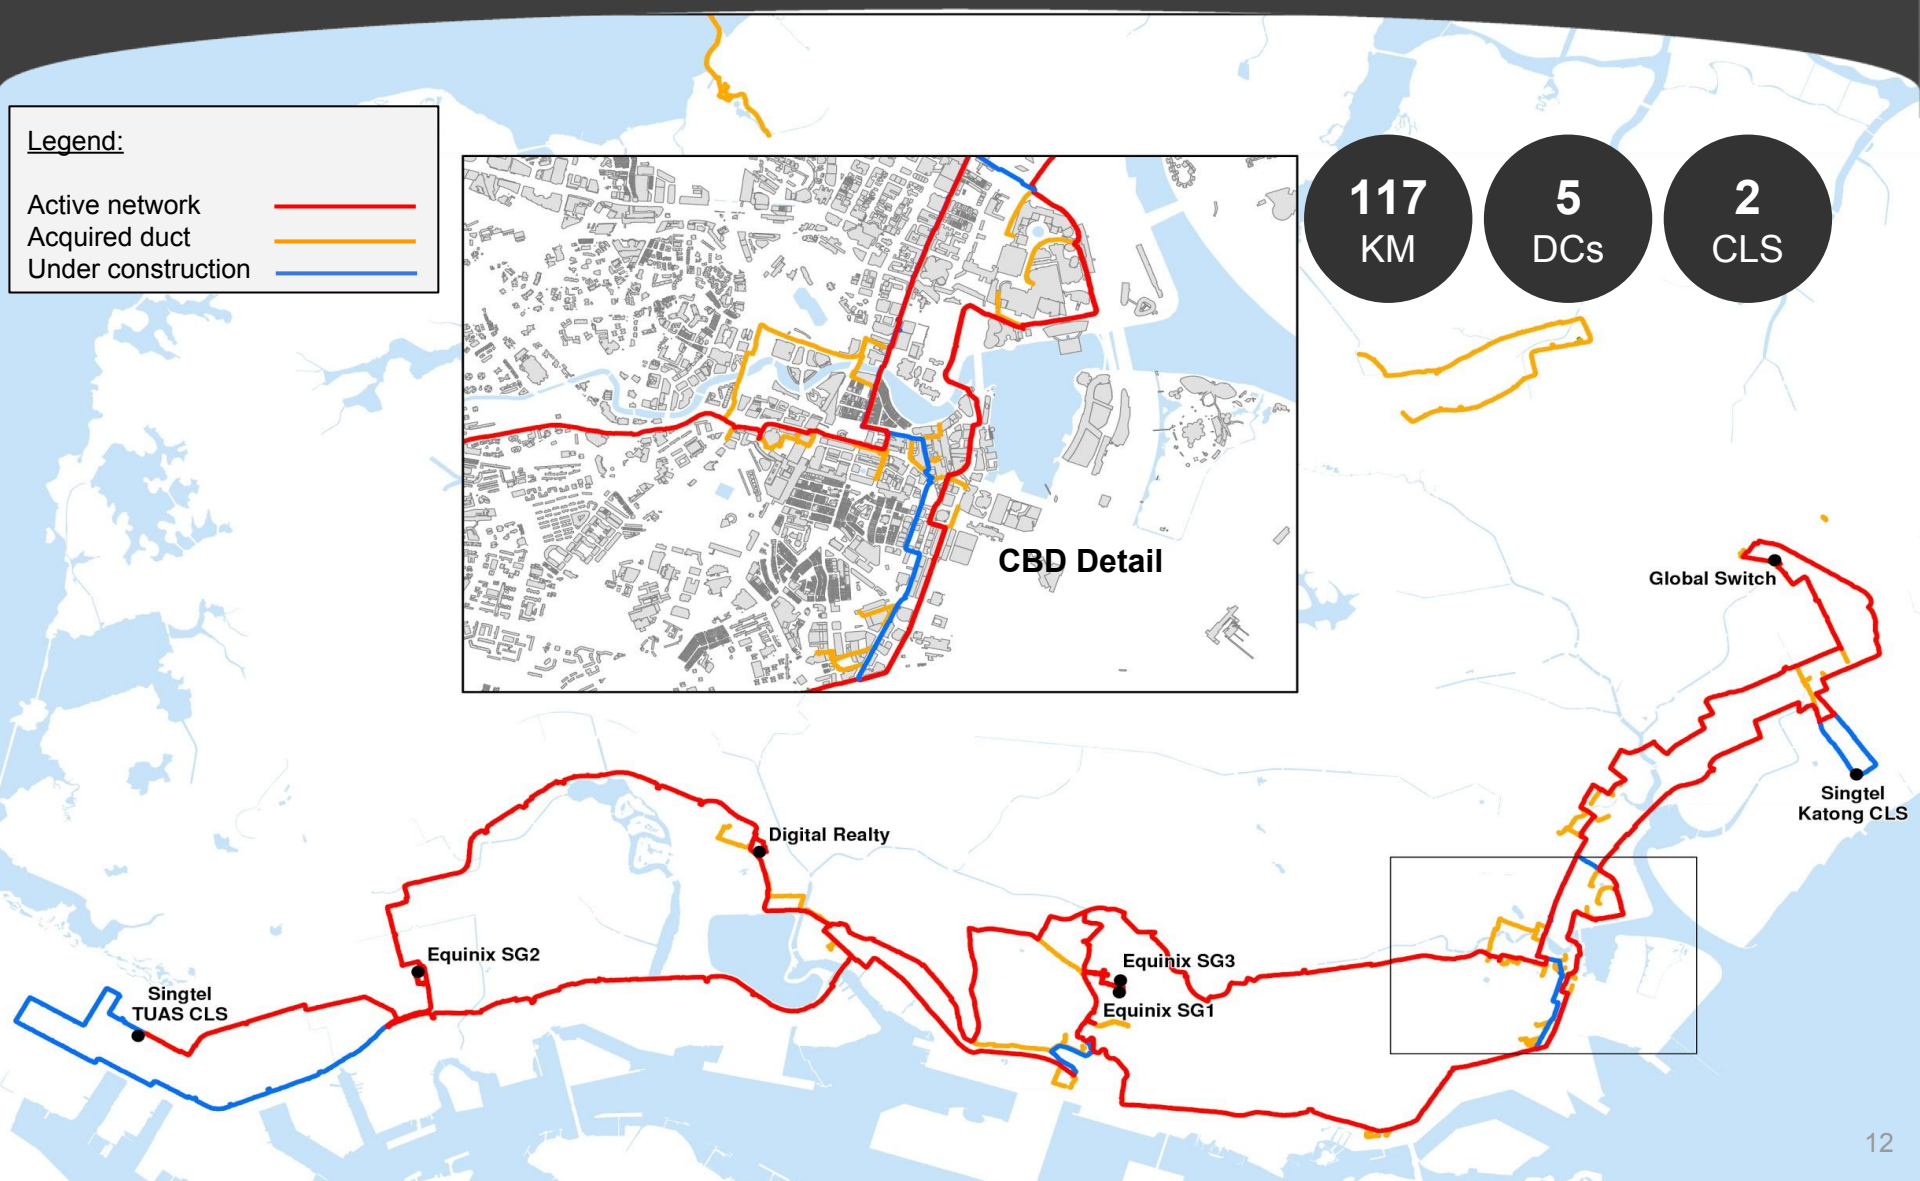 Legend:
Active network
Acquired duct
Under construction
117
KM
5
DCs
2
CLS
CBD Detail
Global Switch
Singtel
Katong CLS
Digital Realty
Equinix SG2
Equinix SG3
Equinix SG1
Singtel
TUAS CLS
12